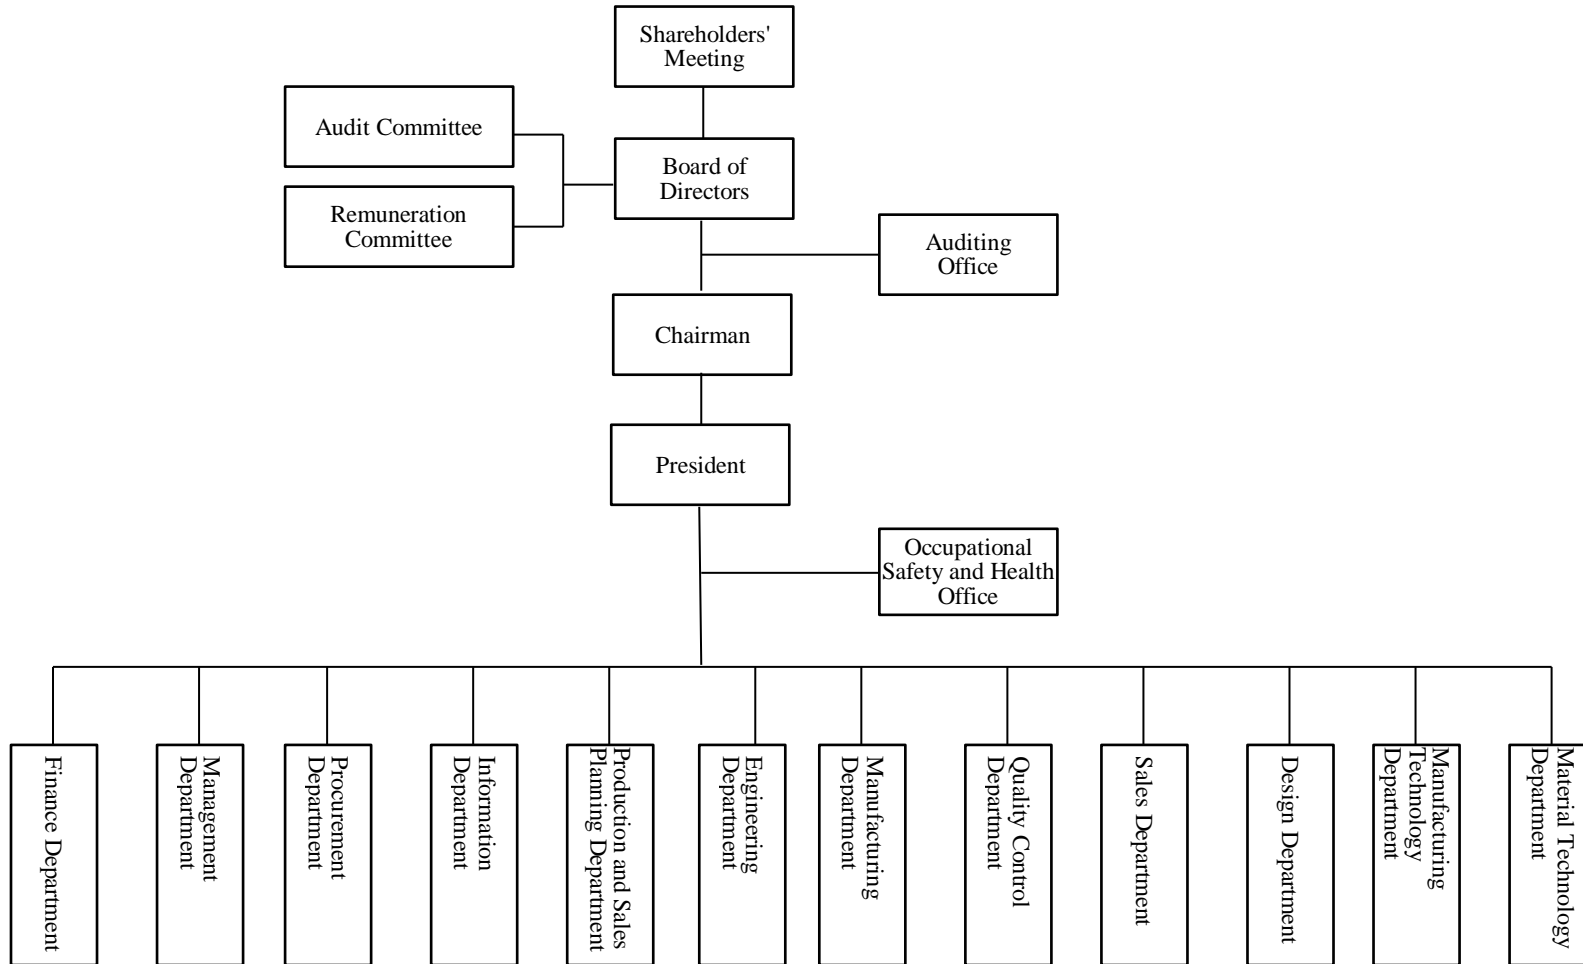 Shareholders'
Meeting
Audit Committee
Board of
Directors
Remuneration
Committee
Auditing
Office
Chairman
President
Occupational
Safety and Health
Office
Finance Department
Management
Department
Procurement
Department
Information
Department
Production and Sales
Planning Department
Engineering
Department
Manufacturing
Department
Quality Control
Department
Sales Department
Design Department
Manufacturing
Technology
Department
Material Technology
Department